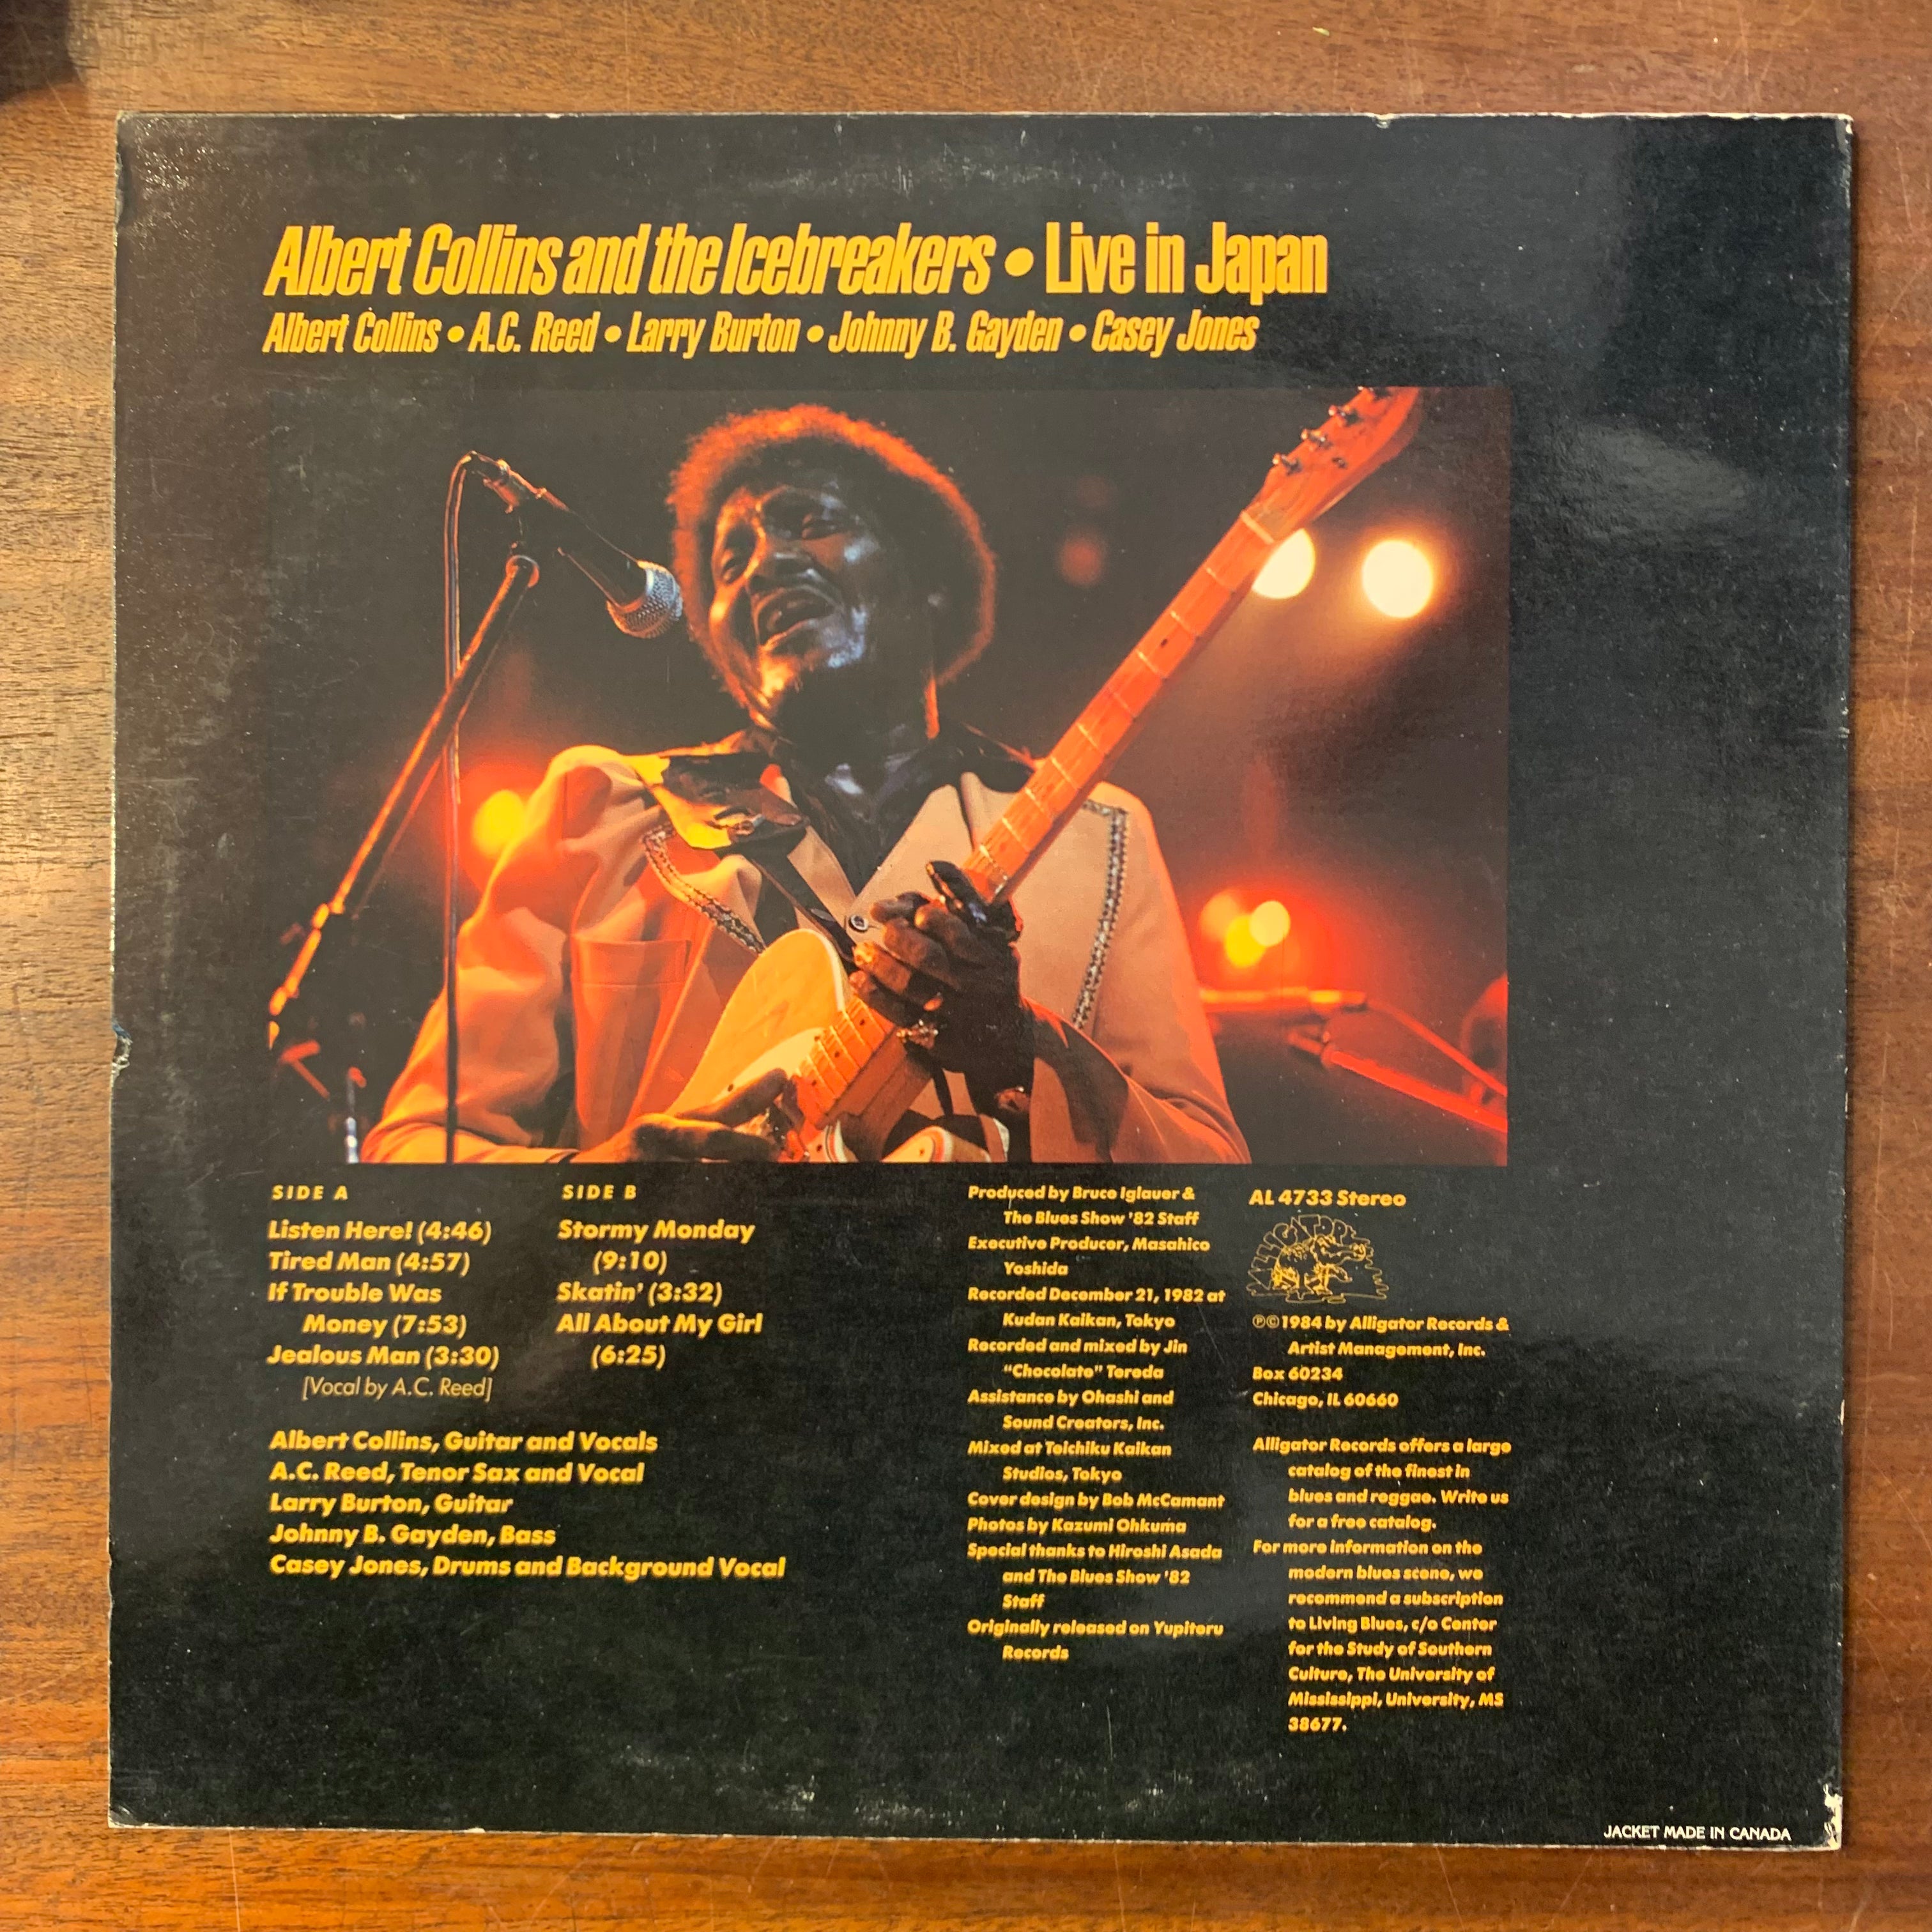 Albert Collins and the Icebreakers • Live in Japan
Albert Collins • A.C. Reed • Larry Burton • Johnny B. Gayden • Casey Jones
SIDE A
Listen Here! (4:46)
Tired Man (4:57)
If Trouble Was
Money (7:53)
Jealous Man (3:30)
[Vocal by A.C. Reed]
SIDE B
Stormy Monday
(9:10)
Skatin' (3:32)
All About My Girl
(6:25)
Albert Collins, Guitar and Vocals
A.C. Reed, Tenor Sax and Vocal
Larry Burton, Guitar
Johnny B. Gayden, Bass
Casey Jones, Drums and Background Vocal
Produced by Bruce Iglauer &
The Blues Show '82 Staff
Executive Producer, Masahico
Yoshida
Recorded December 21, 1982 at
Kudan Kaikan, Tokyo
Recorded and mixed by Jin
"Chocolate" Tereda
Assistance by Ohashi and
Sound Creators, Inc.
Mixed at Teichiku Kaikan
Studios, Tokyo
Cover design by Bob McCamant
Photos by Kazumi Ohkuma
Special thanks to Hiroshi Asada
and The Blues Show '82
Staff
Originally released on Yupiteru
Records
AL 4733 Stereo
ALLIGATOR
℗©1984 by Alligator Records &
Artist Management, Inc.
Box 60234
Chicago, IL 60660
Alligator Records offers a large
catalog of the finest in
blues and reggae. Write us
for a free catalog.
For more information on the
modern blues scene, we
recommend a subscription
to Living Blues, c/o Center
for the Study of Southern
Culture, The University of
Mississippi, University, MS
38677.
JACKET MADE IN CANADA